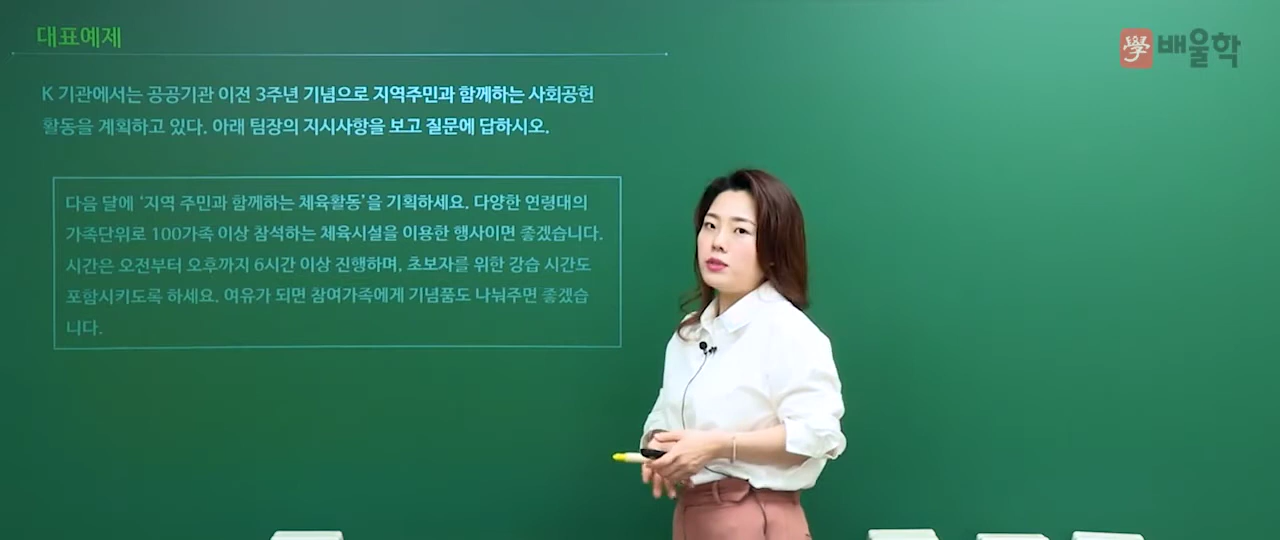 대표예제
學 배울학
K 기관에서는 공공기관 이전 3주년 기념으로 지역주민과 함께하는 사회공헌
활동을 계획하고 있다. 아래 팀장의 지시사항을 보고 질문에 답하시오.
다음 달에 ‘지역 주민과 함께하는 체육활동’을 기획하세요. 다양한 연령대의
가족단위로 100가족 이상 참석하는 체육시설을 이용한 행사이면 좋겠습니다.
시간은 오전부터 오후까지 6시간 이상 진행하며, 초보자를 위한 강습 시간도
포함시키도록 하세요. 여유가 되면 참여가족에게 기념품도 나눠주면 좋겠습
니다.